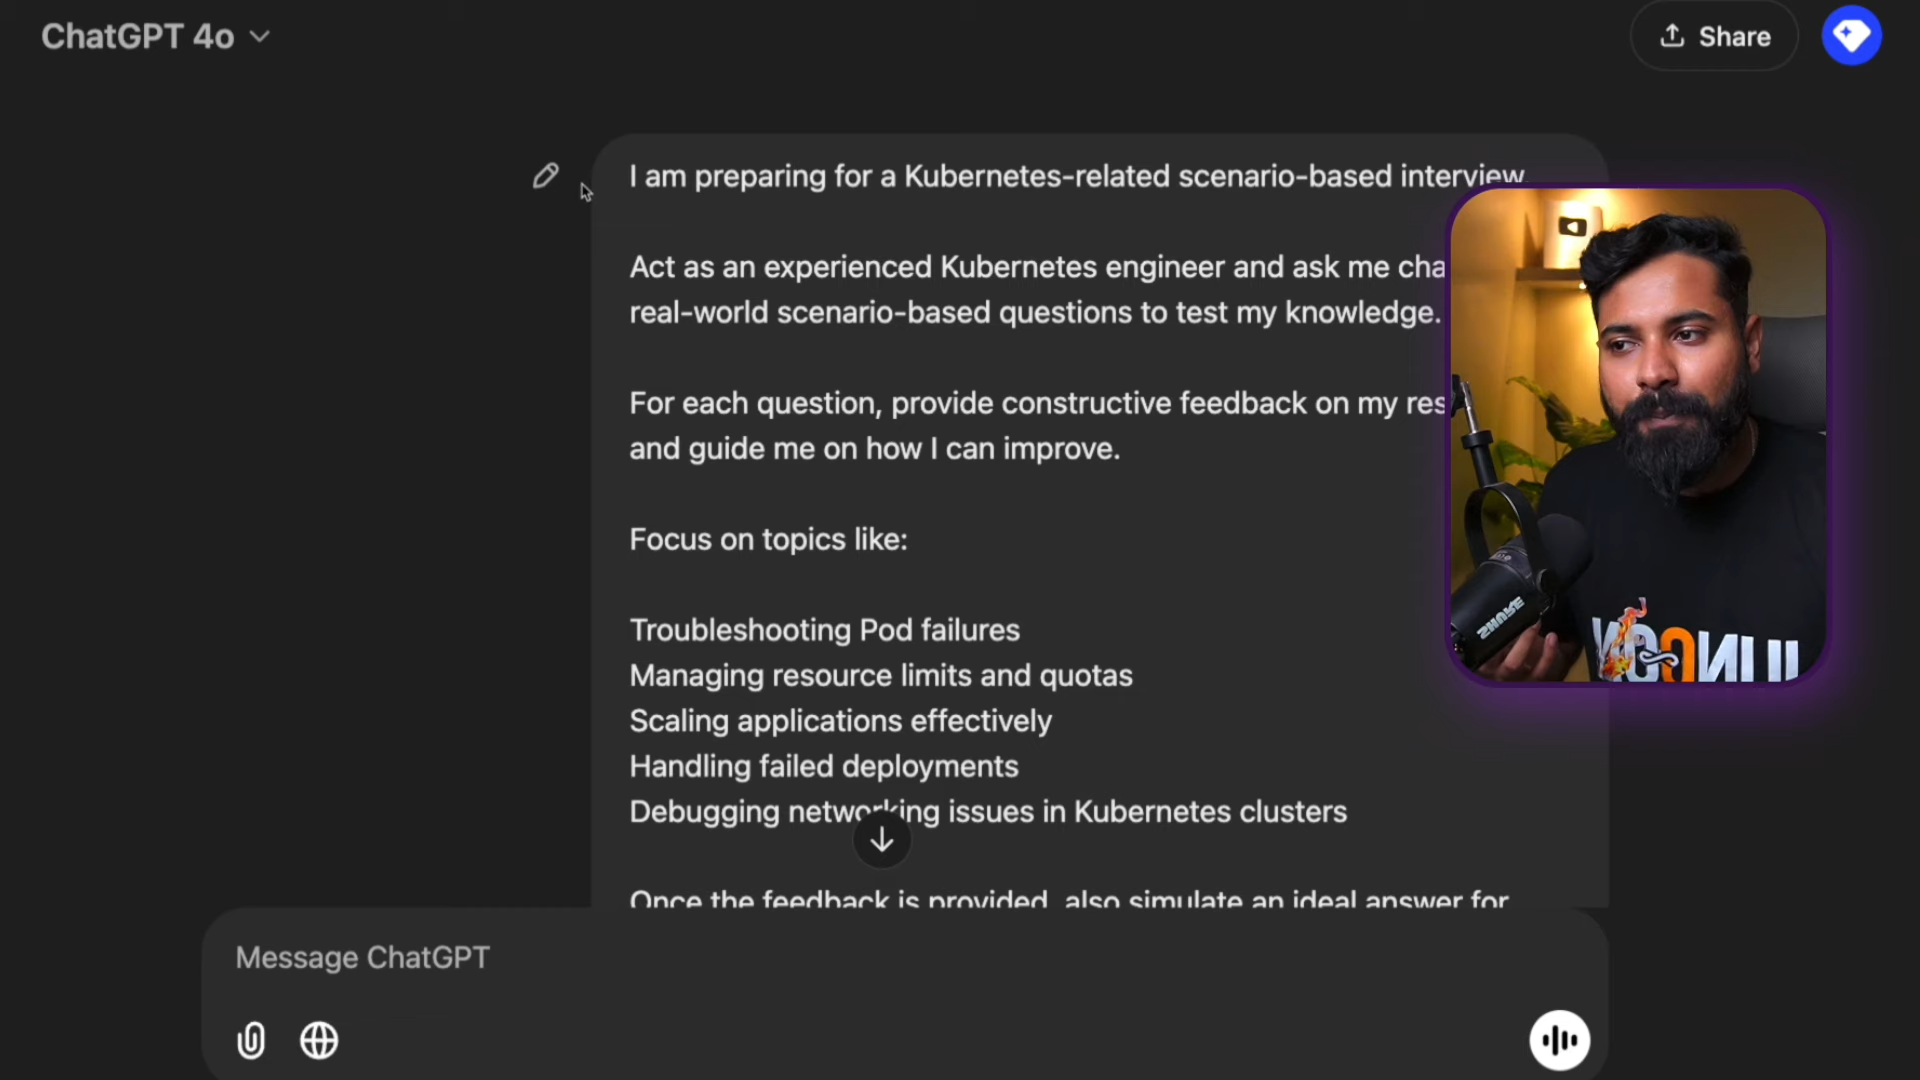 ChatGPT 4o
Share
I am preparing for a Kubernetes-related scenario-based interview.
Act as an experienced Kubernetes engineer and ask me cha
real-world scenario-based questions to test my knowledge.
For each question, provide constructive feedback on my res
and guide me on how I can improve.
Focus on topics like:
Troubleshooting Pod failures
Managing resource limits and quotas
Scaling applications effectively
Handling failed deployments
Debugging networking issues in Kubernetes clusters
Once the feedback is provided, also simulate an ideal answer for
Message ChatGPT
SHURE